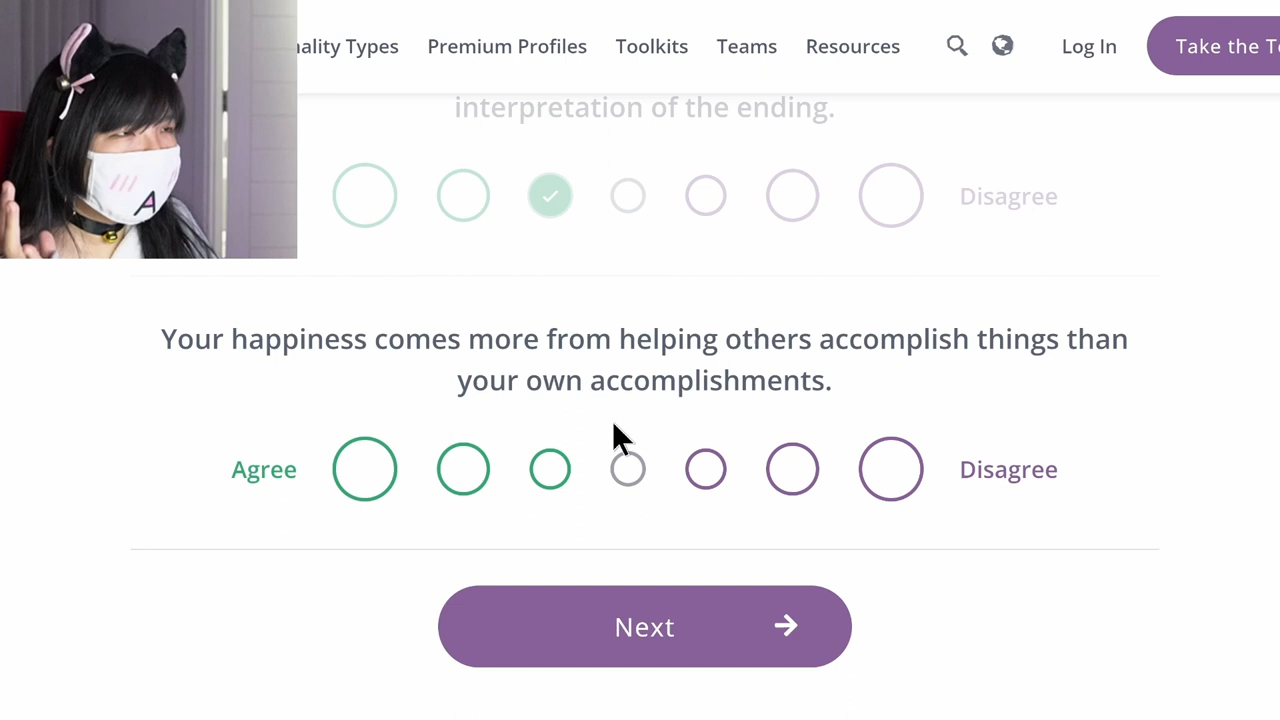 nality Types Premium Profiles Toolkits Teams Resources Log In Take the Te
interpretation of the ending.
Disagree
A
Your happiness comes more from helping others accomplish things than
your own accomplishments.
Agree Disagree
Next